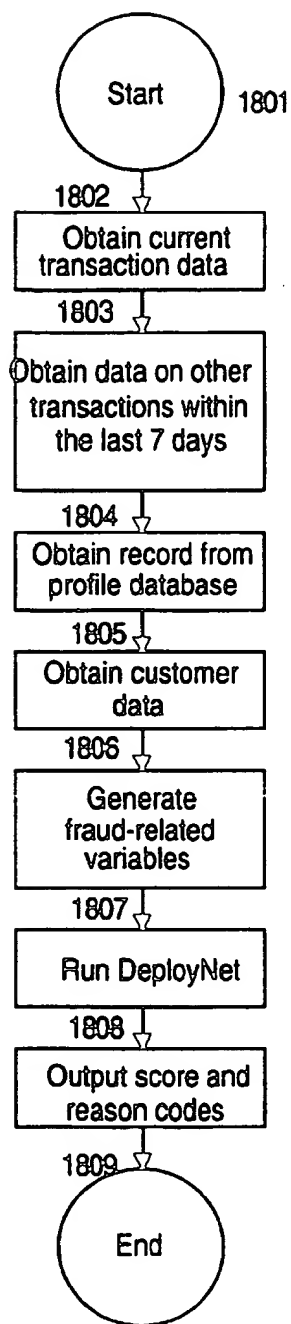 Start
1801
1802
Obtain current
transaction data
1803
Obtain data on other
transactions within
the last 7 days
1804
Obtain record from
profile database
1805
Obtain customer
data
1806
Generate
fraud-related
variables
1807
Run DeployNet
1808
Output score and
reason codes
1809
End